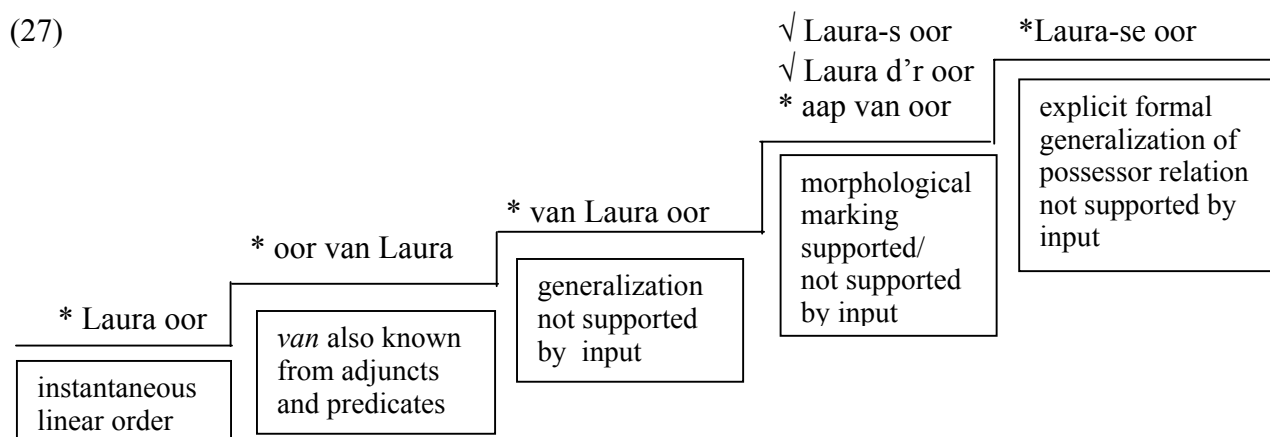 (27)
* Laura oor
instantaneous
linear order
* oor van Laura
van also known
from adjuncts
and predicates
* van Laura oor
generalization
not supported
by input
√ Laura-s oor
√ Laura d’r oor
* aap van oor
morphological
marking
supported/
not supported
by input
*Laura-se oor
explicit formal
generalization of
possessor relation
not supported by
input